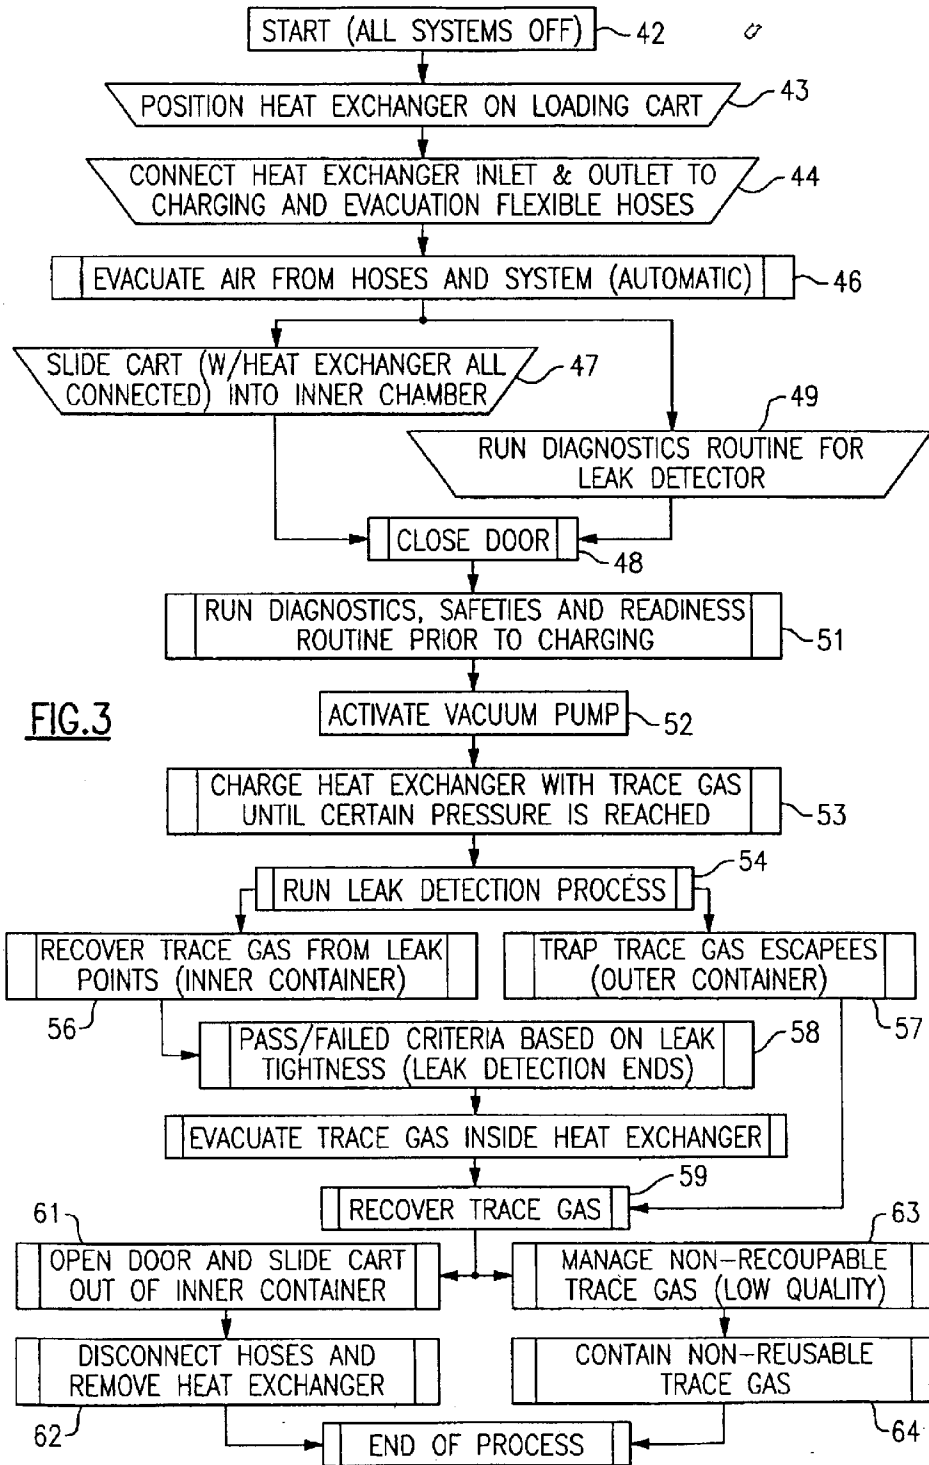 START (ALL SYSTEMS OFF)
42
POSITION HEAT EXCHANGER ON LOADING CART
43
CONNECT HEAT EXCHANGER INLET & OUTLET TO
CHARGING AND EVACUATION FLEXIBLE HOSES
44
EVACUATE AIR FROM HOSES AND SYSTEM (AUTOMATIC)
46
SLIDE CART (W/HEAT EXCHANGER ALL
CONNECTED) INTO INNER CHAMBER
47
49
RUN DIAGNOSTICS ROUTINE FOR
LEAK DETECTOR
CLOSE DOOR
48
RUN DIAGNOSTICS, SAFETIES AND READINESS
ROUTINE PRIOR TO CHARGING
51
FIG.3
ACTIVATE VACUUM PUMP
52
CHARGE HEAT EXCHANGER WITH TRACE GAS
UNTIL CERTAIN PRESSURE IS REACHED
53
54
RUN LEAK DETECTION PROCESS
RECOVER TRACE GAS FROM LEAK
POINTS (INNER CONTAINER)
56
TRAP TRACE GAS ESCAPEES
(OUTER CONTAINER)
57
PASS/FAILED CRITERIA BASED ON LEAK
TIGHTNESS (LEAK DETECTION ENDS)
58
EVACUATE TRACE GAS INSIDE HEAT EXCHANGER
59
RECOVER TRACE GAS
61
OPEN DOOR AND SLIDE CART
OUT OF INNER CONTAINER
63
MANAGE NON-RECOUPABLE
TRACE GAS (LOW QUALITY)
DISCONNECT HOSES AND
REMOVE HEAT EXCHANGER
62
CONTAIN NON-REUSABLE
TRACE GAS
64
END OF PROCESS